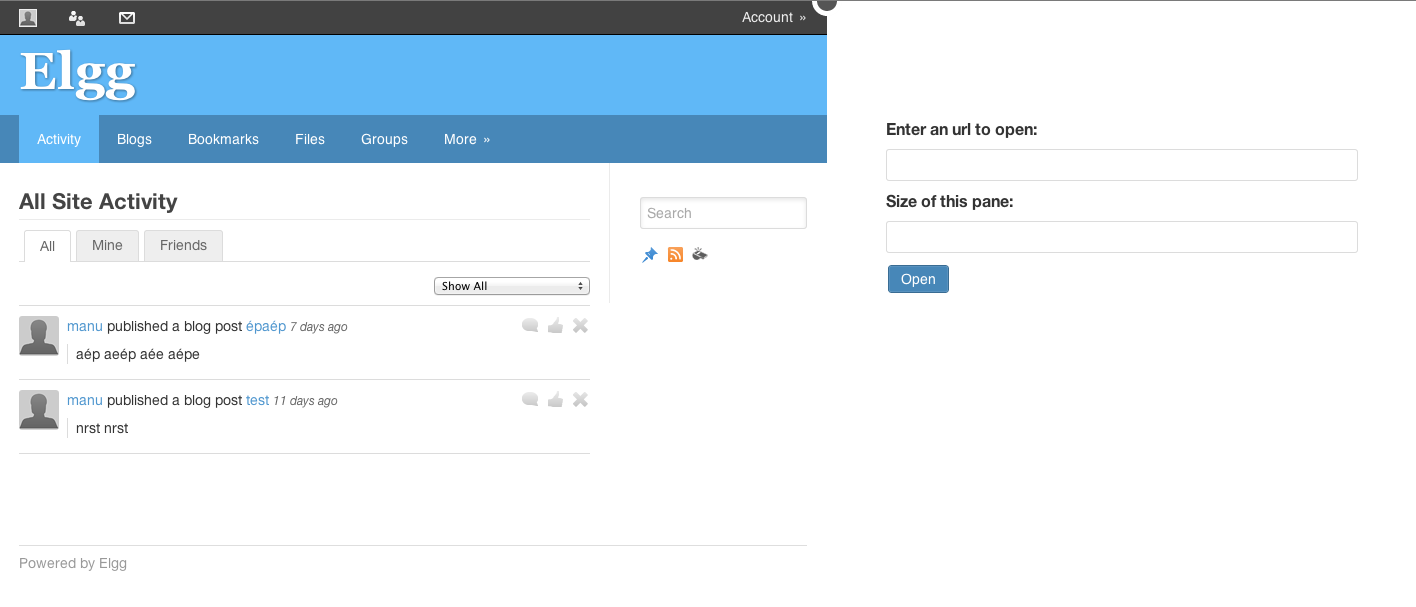 Account »
Elgg
Activity Blogs Bookmarks Files Groups More »
All Site Activity
All Mine Friends
Show All
manu published a blog post épaép 7 days ago
aép aeép aée aépe
manu published a blog post test 11 days ago
nrst nrst
Search
Powered by Elgg
Enter an url to open:
Size of this pane:
Open